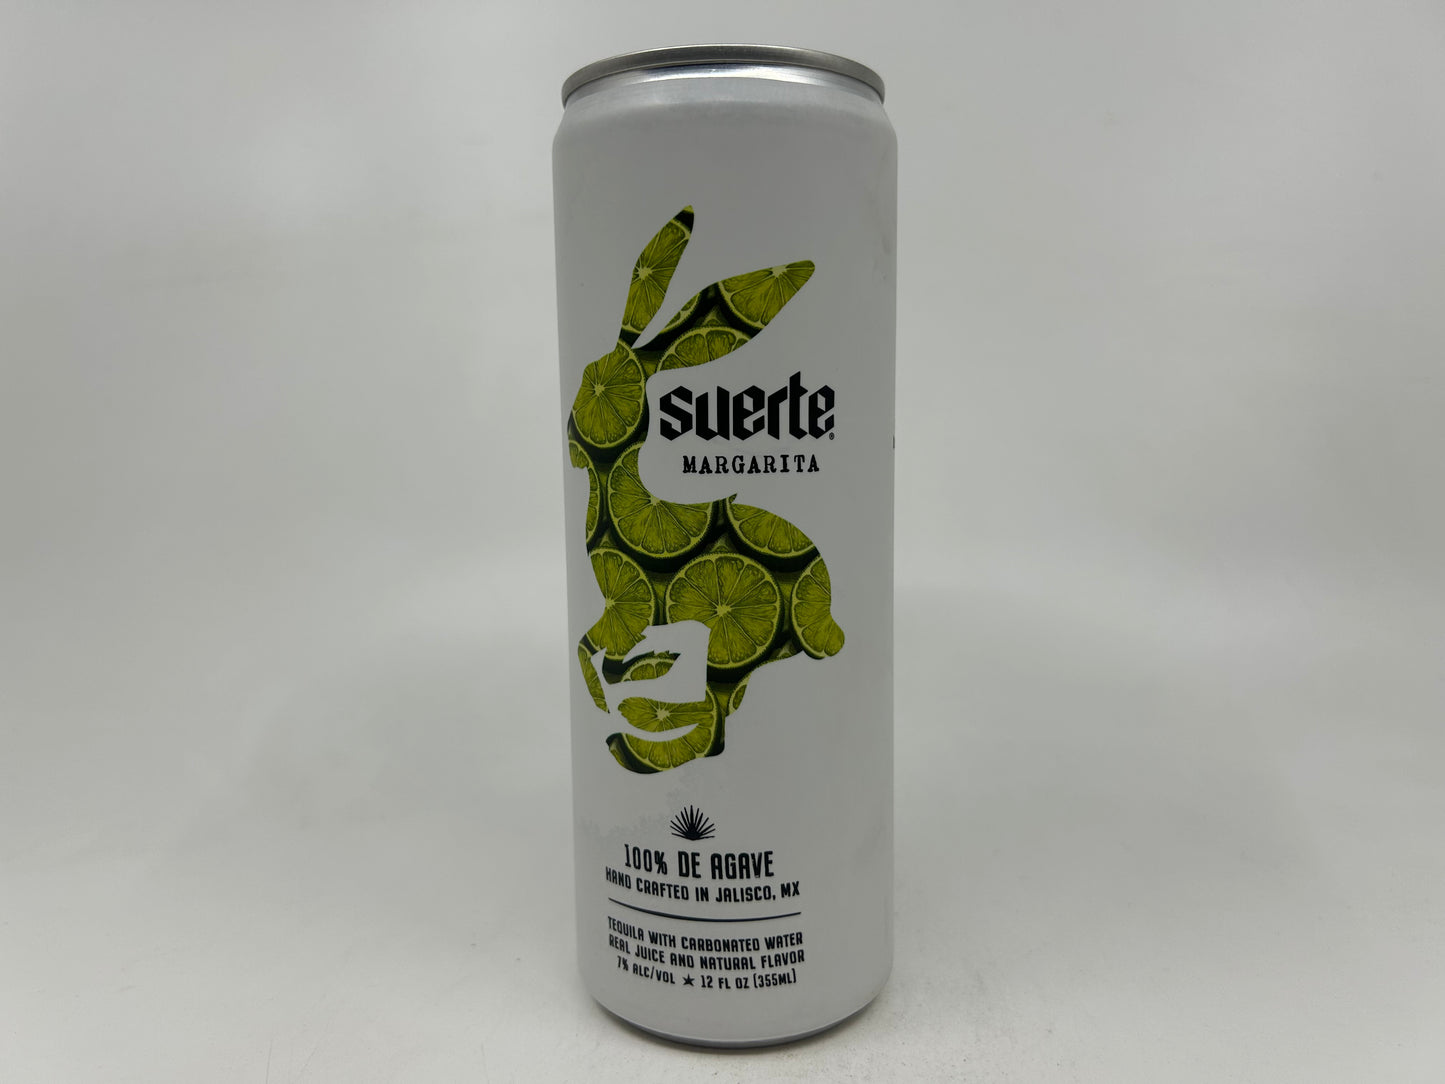 suerte®
MARGARITA
100% DE AGAVE
HAND CRAFTED IN JALISCO, MX
TEQUILA WITH CARBONATED WATER
REAL JUICE AND NATURAL FLAVOR
7% ALC/VOL ★ 12 FL OZ (355ML)